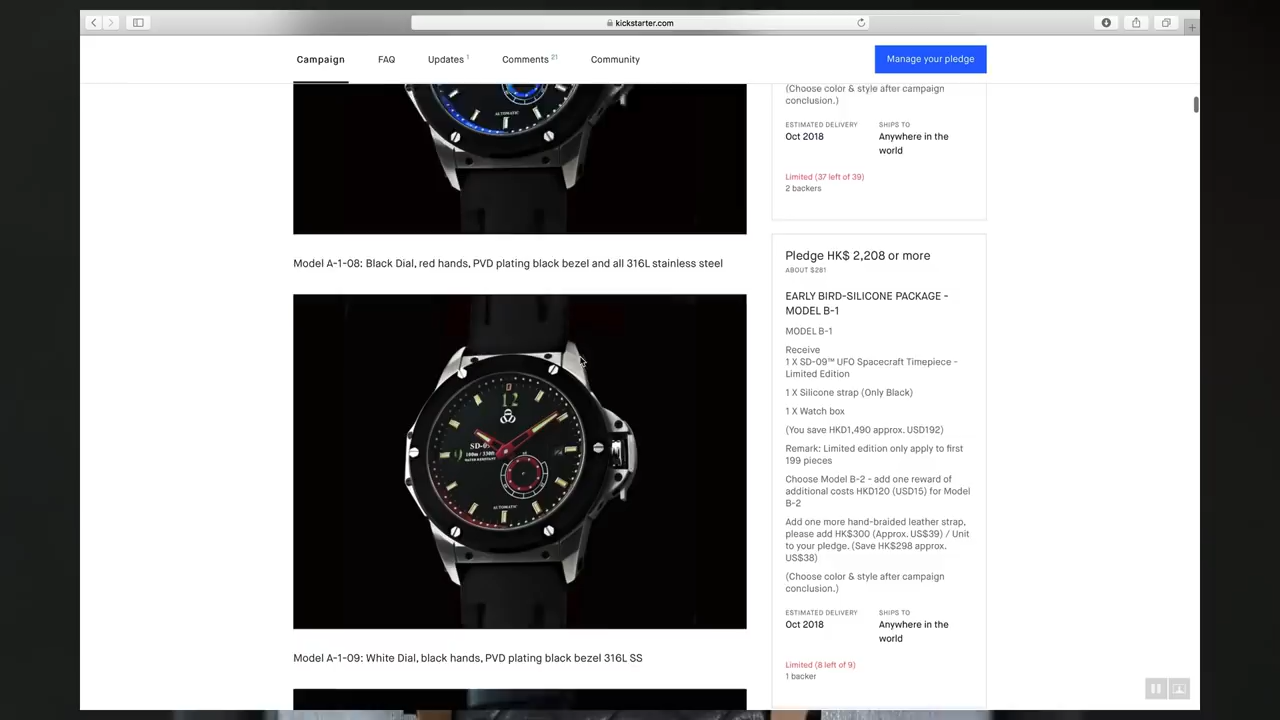 kickstarter.com
Campaign
FAQ
Updates 1
Comments 21
Community
Manage your pledge
AUTOMATIC
Model A-1-08: Black Dial, red hands, PVD plating black bezel and all 316L stainless steel
12
SD-09
100m / 330ft
WATER RESISTANT
AUTOMATIC
Model A-1-09: White Dial, black hands, PVD plating black bezel 316L SS
(Choose color & style after campaign
conclusion.)
ESTIMATED DELIVERY
Oct 2018
SHIPS TO
Anywhere in the
world
Limited (37 left of 39)
2 backers
Pledge HK$ 2,208 or more
ABOUT $281
EARLY BIRD-SILICONE PACKAGE -
MODEL B-1
MODEL B-1
Receive
1 X SD-09™ UFO Spacecraft Timepiece -
Limited Edition
1 X Silicone strap (Only Black)
1 X Watch box
(You save HKD1,490 approx. USD192)
Remark: Limited edition only apply to first
199 pieces
Choose Model B-2 - add one reward of
additional costs HKD120 (USD15) for Model
B-2
Add one more hand-braided leather strap,
please add HK$300 (Approx. US$39) / Unit
to your pledge. (Save HK$298 approx.
US$38)
(Choose color & style after campaign
conclusion.)
ESTIMATED DELIVERY
Oct 2018
SHIPS TO
Anywhere in the
world
Limited (8 left of 9)
1 backer